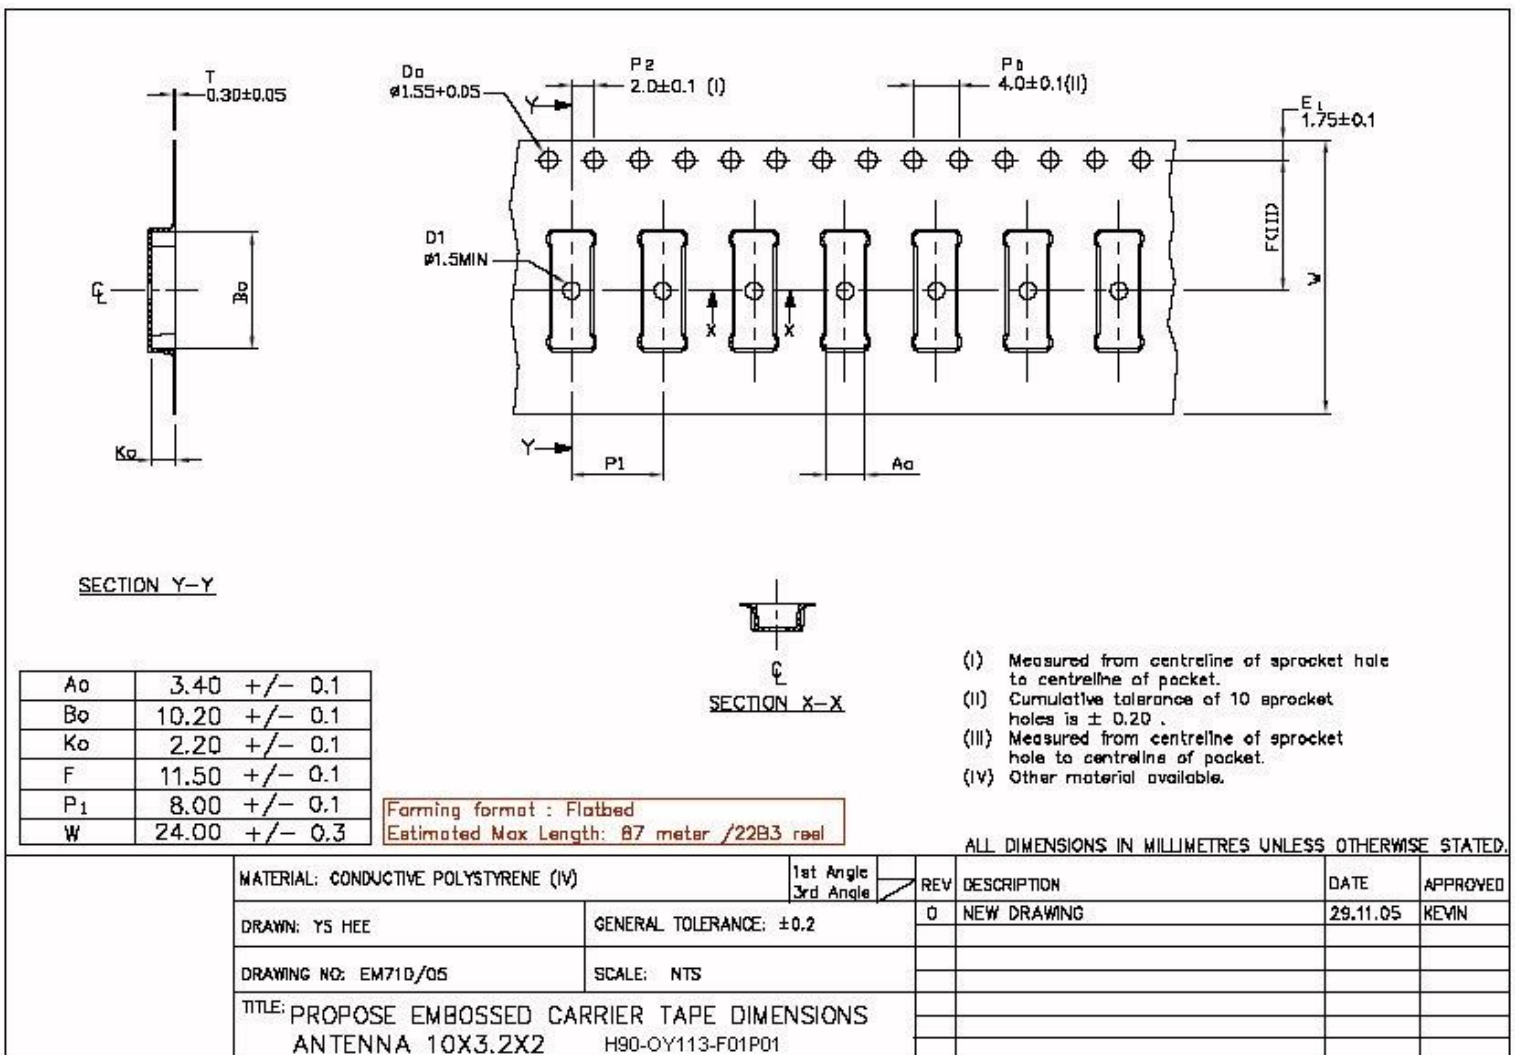 T
0.30±0.05
Do
ø1.55+0.05
P2
2.0±0.1 (I)
Po
4.0±0.1(II)
E1
1.75±0.1
Y
D1
ø1.5MIN
F(III)
W
Bo
℄
X X
Ko
Y
P1
Ao
SECTION Y-Y
℄
SECTION X-X
Ao 3.40 +/- 0.1
Bo 10.20 +/- 0.1
Ko 2.20 +/- 0.1
F 11.50 +/- 0.1
P1 8.00 +/- 0.1
W 24.00 +/- 0.3
Forming format : Flatbed
Estimated Max Length: 87 meter /22B3 reel
(I) Measured from centreline of sprocket hole
to centreline of pocket.
(II) Cumulative tolerance of 10 sprocket
holes is ± 0.20 .
(III) Measured from centreline of sprocket
hole to centreline of pocket.
(IV) Other material available.
ALL DIMENSIONS IN MILLIMETRES UNLESS OTHERWISE STATED.
MATERIAL: CONDUCTIVE POLYSTYRENE (IV)
1st Angle
3rd Angle
REV DESCRIPTION DATE APPROVED
0 NEW DRAWING 29.11.05 KEVIN
DRAWN: YS HEE
GENERAL TOLERANCE: ±0.2
DRAWING NO: EM710/05
SCALE: NTS
TITLE: PROPOSE EMBOSSED CARRIER TAPE DIMENSIONS
ANTENNA 10X3.2X2 H90-OY113-F01P01